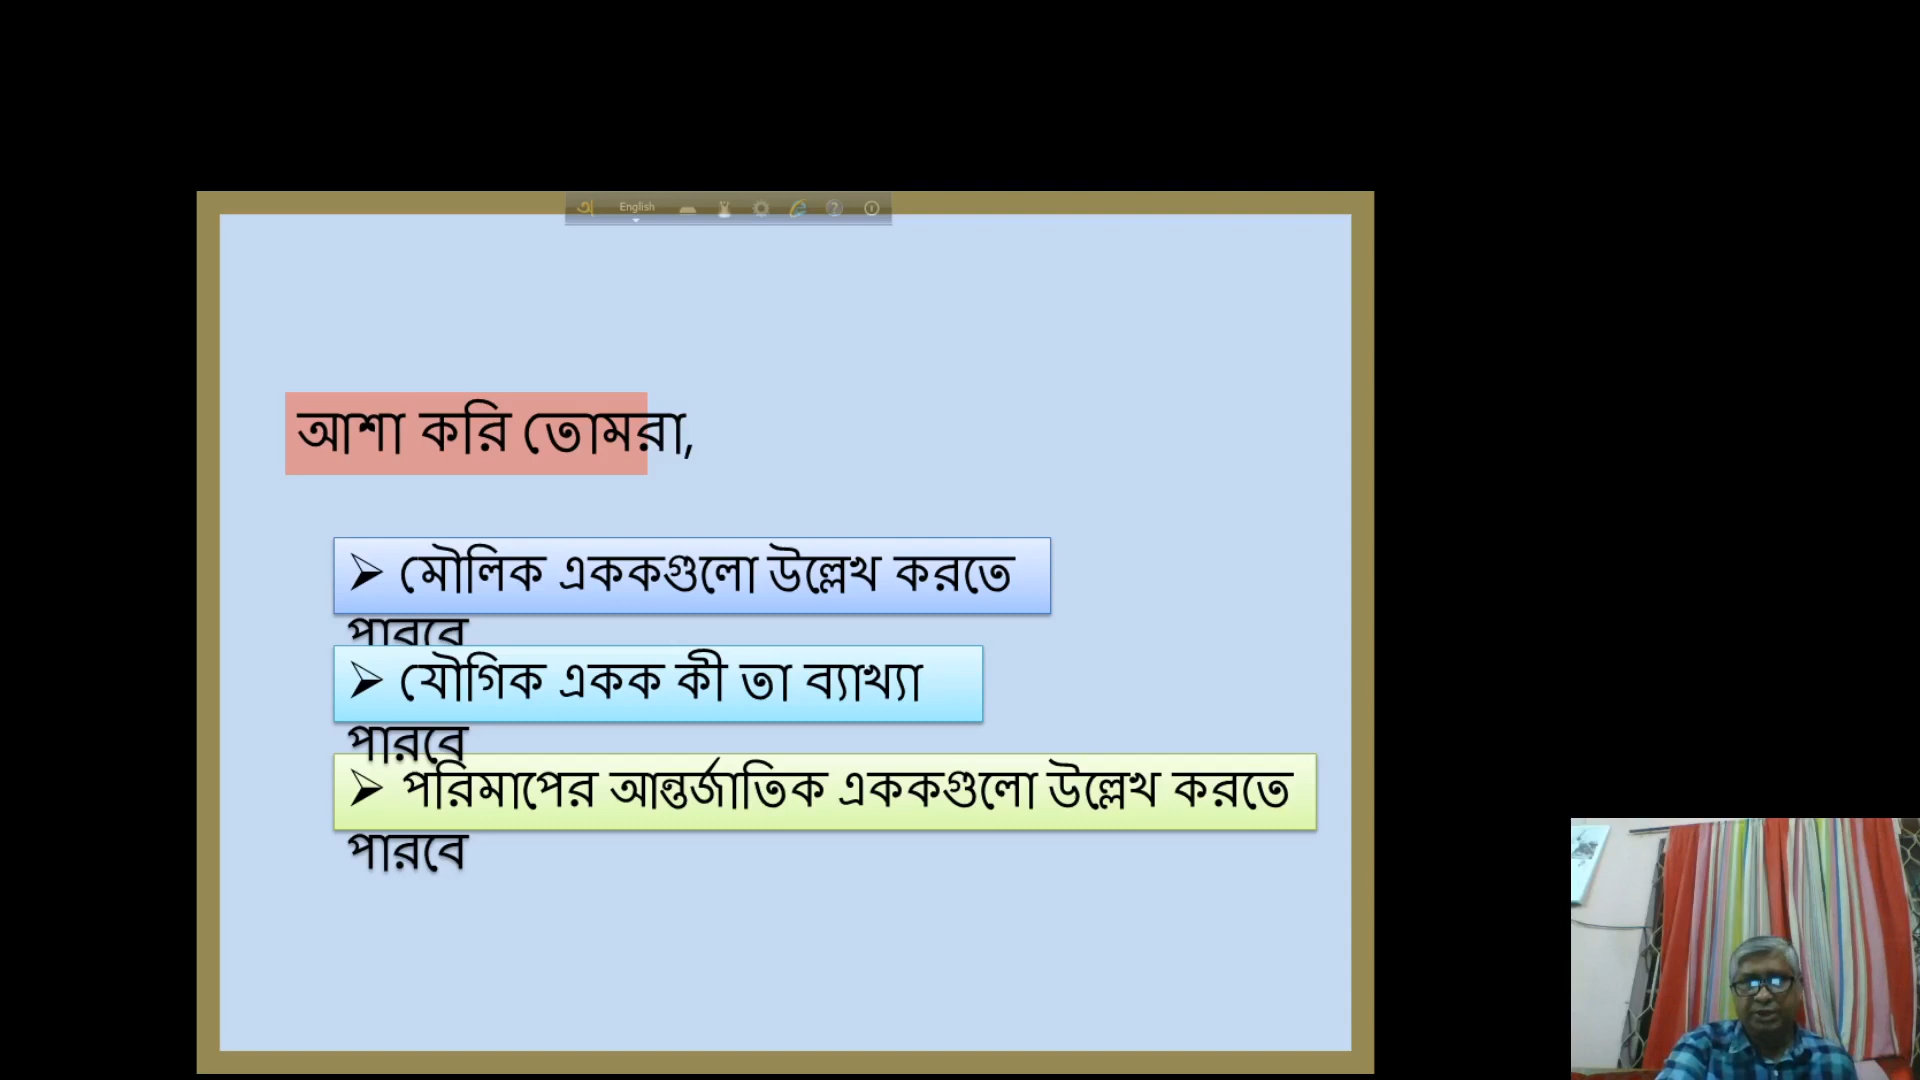 অ English
আশা করি তোমরা,
➢ মৌলিক এককগুলো উল্লেখ করতে
পারবে
➢ যৌগিক একক কী তা ব্যাখ্যা
পারবে
➢ পরিমাপের আন্তর্জাতিক এককগুলো উল্লেখ করতে
পারবে